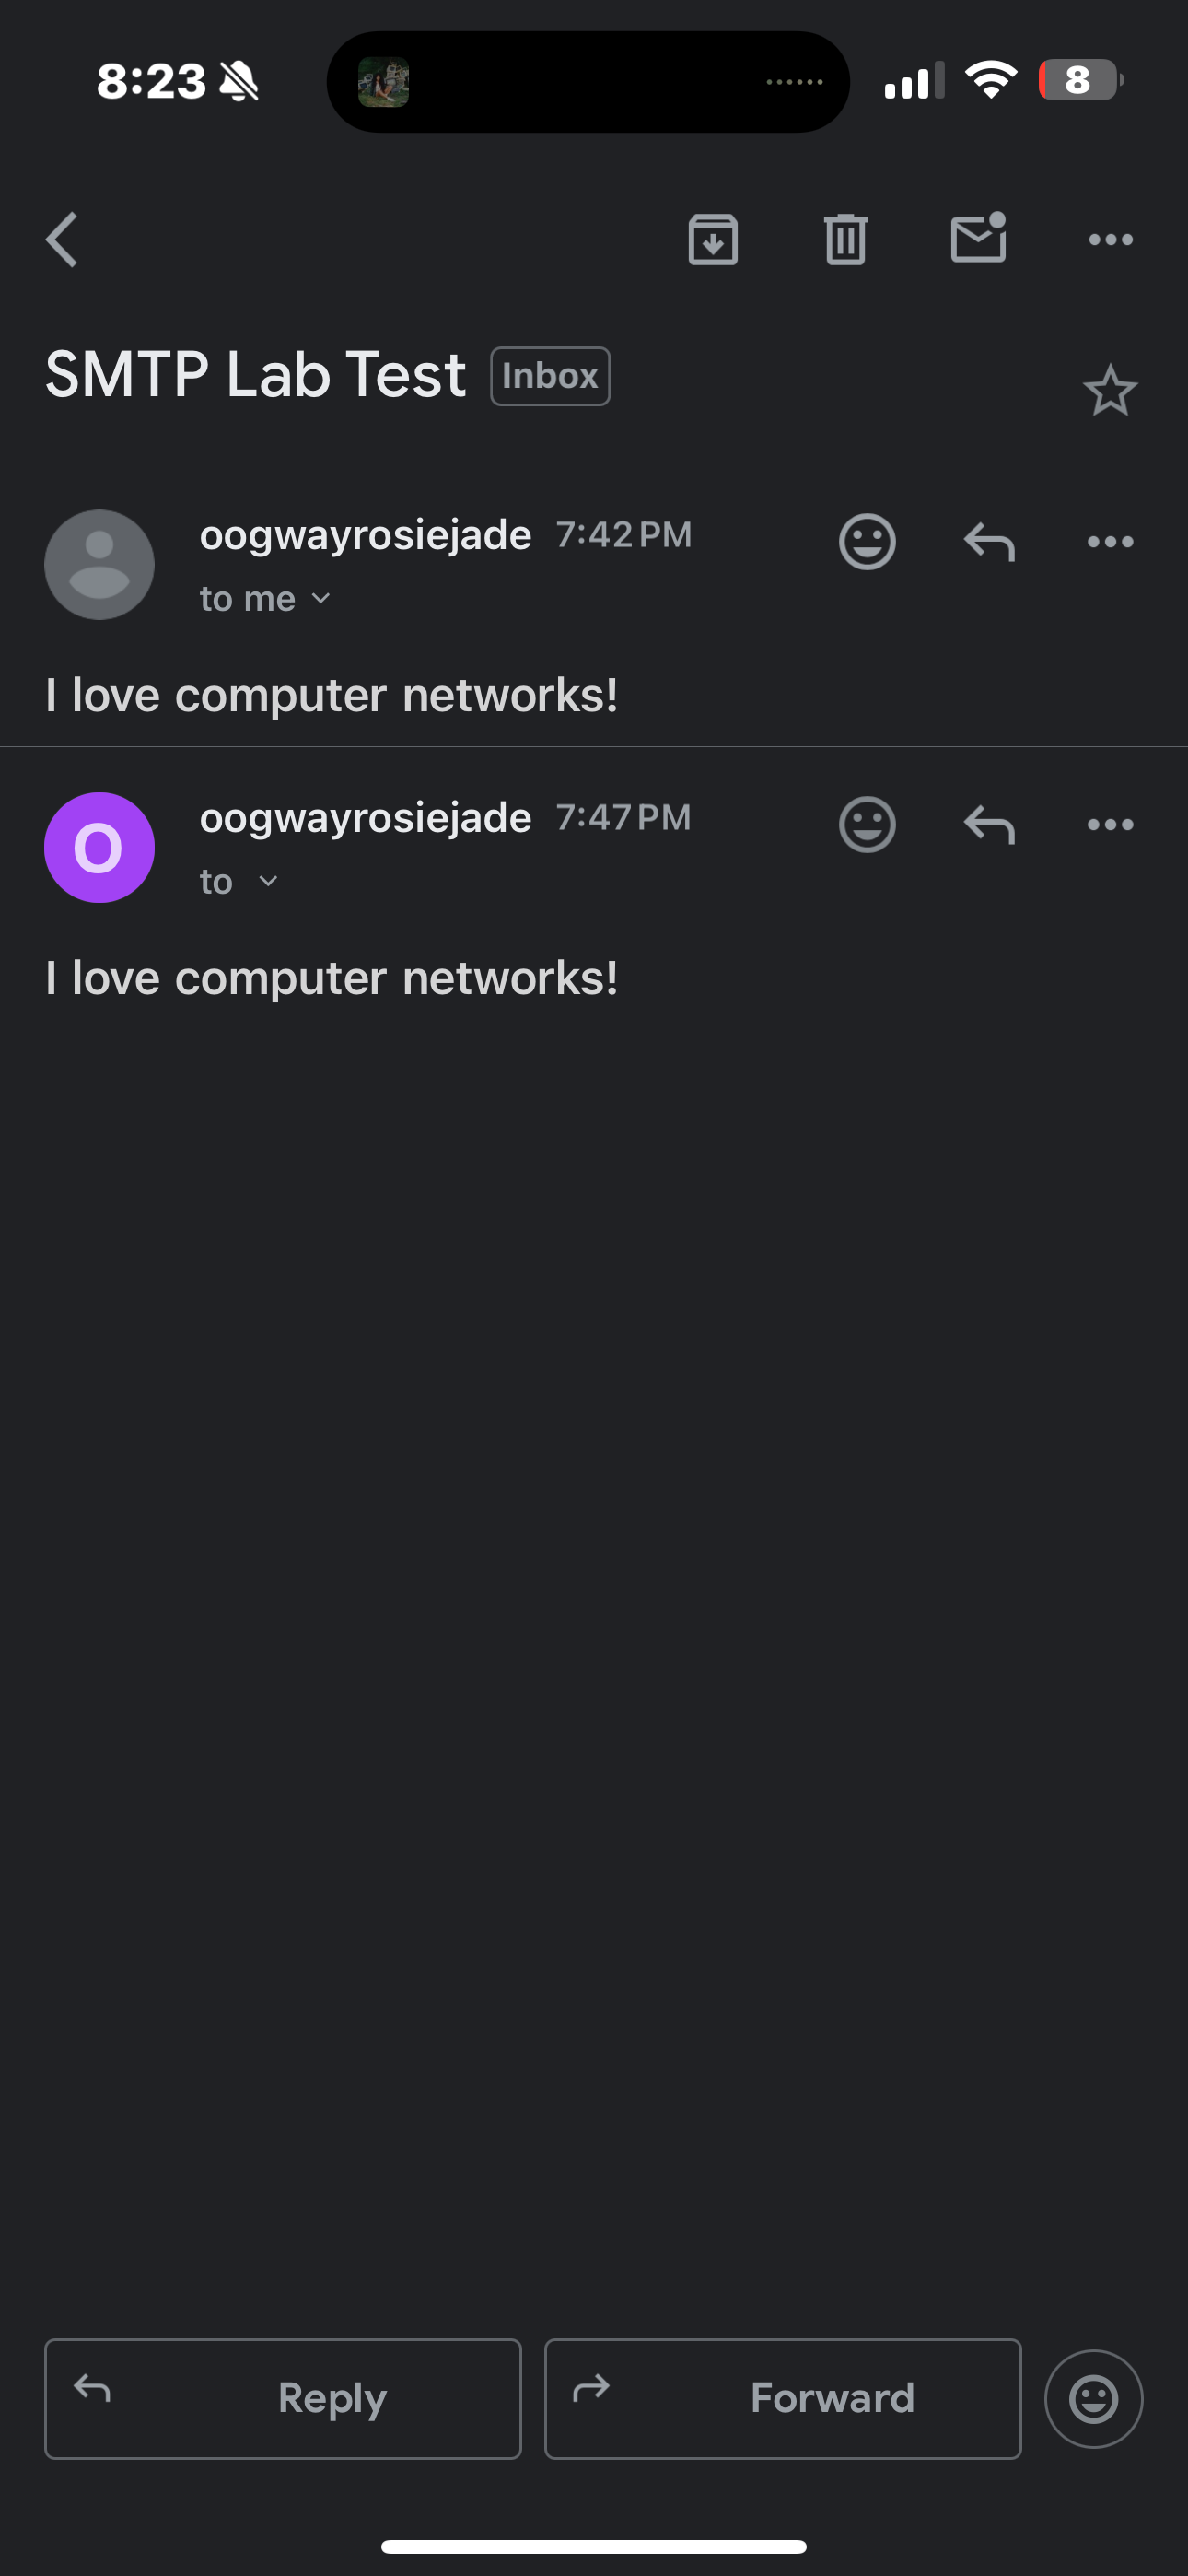 8:23
8
SMTP Lab Test Inbox
oogwayrosiejade 7:42 PM
to me
I love computer networks!
O
oogwayrosiejade 7:47 PM
to
I love computer networks!
Reply Forward